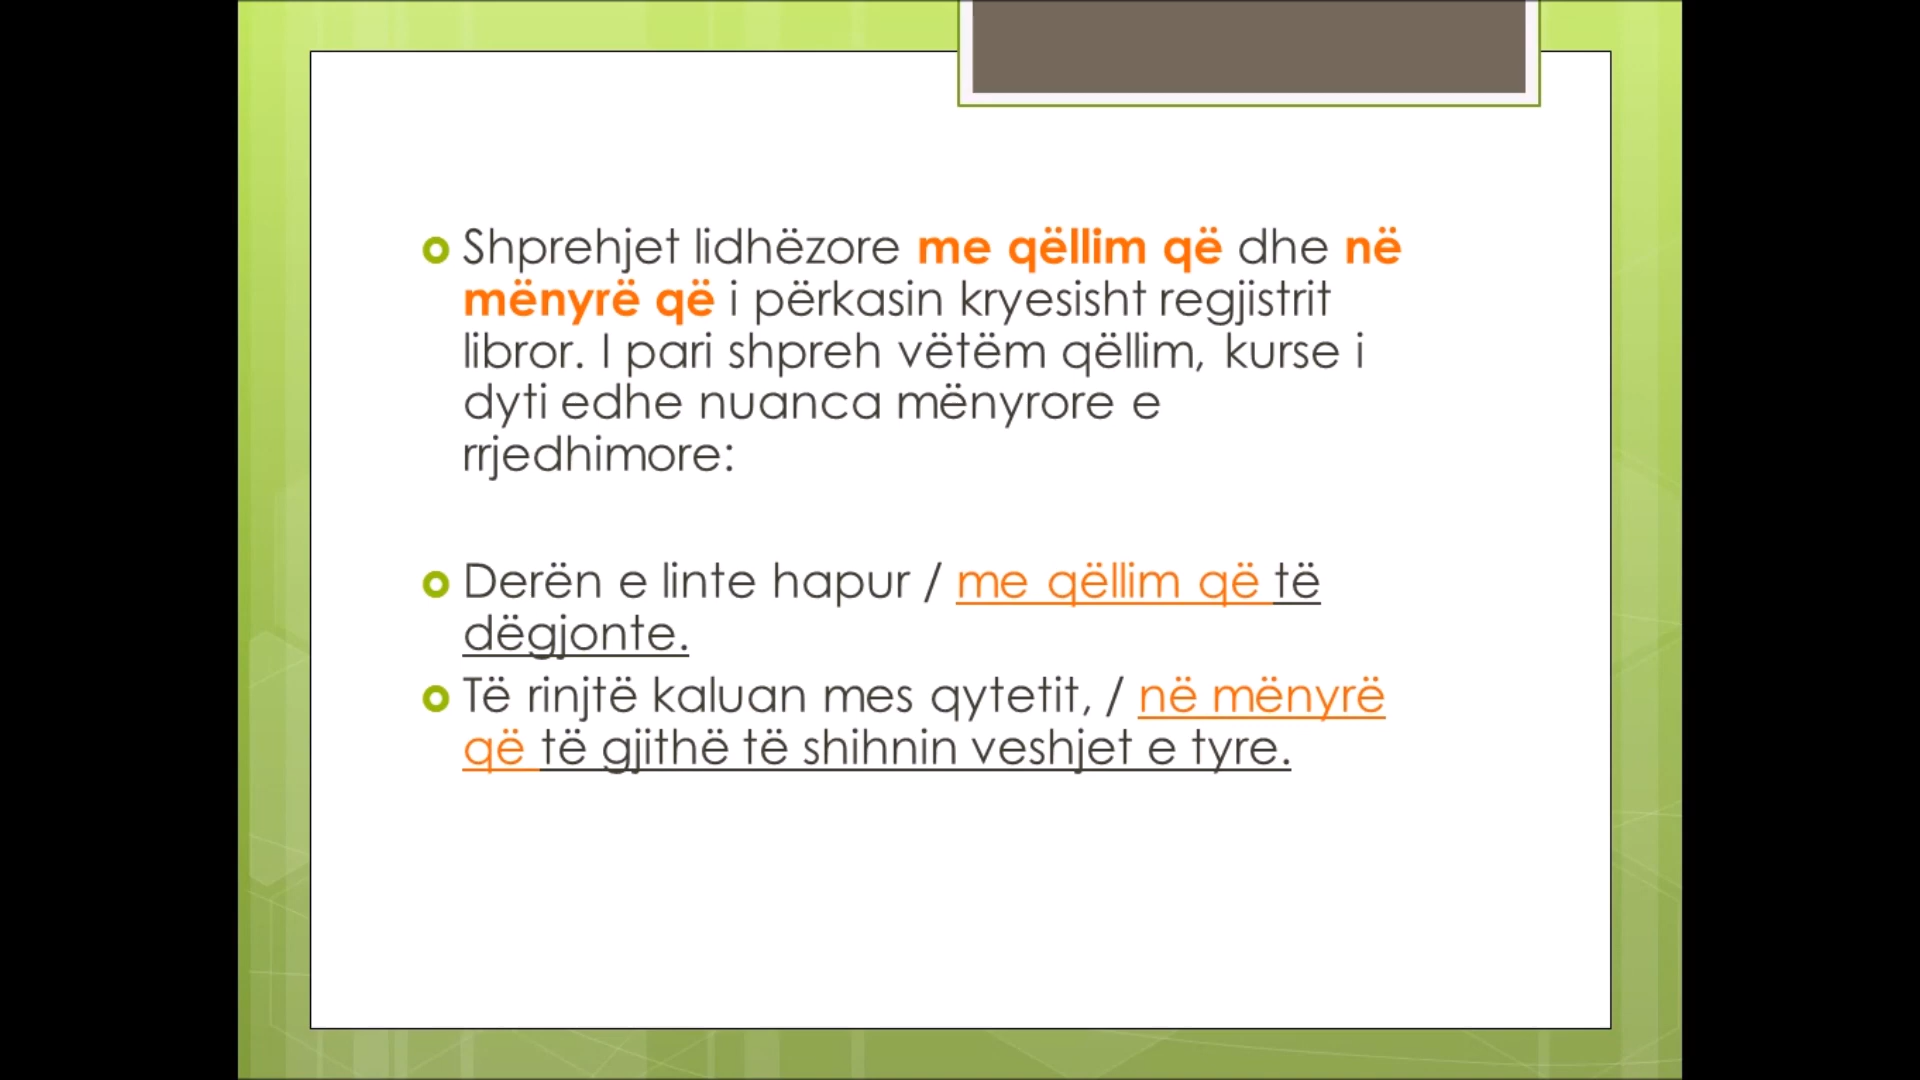 Shprehjet lidhëzore me qëllim që dhe në
mënyrë që i përkasin kryesisht regjistrit
libror. I pari shpreh vëtëm qëllim, kurse i
dyti edhe nuanca mënyrore e
rrjedhimore:
Derën e linte hapur / me qëllim që të
dëgjonte.
Të rinjtë kaluan mes qytetit, / në mënyrë
që të gjithë të shihnin veshjet e tyre.